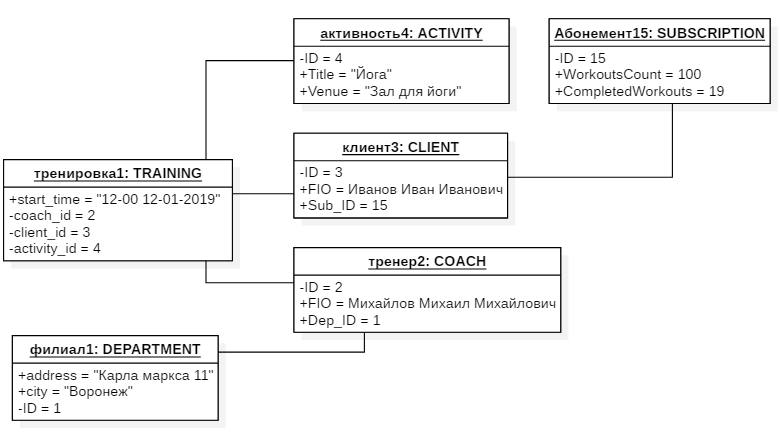 активность4: ACTIVITY
-ID = 4
+Title = "Йога"
+Venue = "Зал для йоги"
Абонемент15: SUBSCRIPTION
-ID = 15
+WorkoutsCount = 100
+CompletedWorkouts = 19
клиент3: CLIENT
-ID = 3
+FIO = Иванов Иван Иванович
+Sub_ID = 15
тренировка1: TRAINING
+start_time = "12-00 12-01-2019"
-coach_id = 2
-client_id = 3
-activity_id = 4
тренер2: COACH
-ID = 2
+FIO = Михайлов Михаил Михайлович
+Dep_ID = 1
филиал1: DEPARTMENT
+address = "Карла маркса 11"
+city = "Воронеж"
-ID = 1